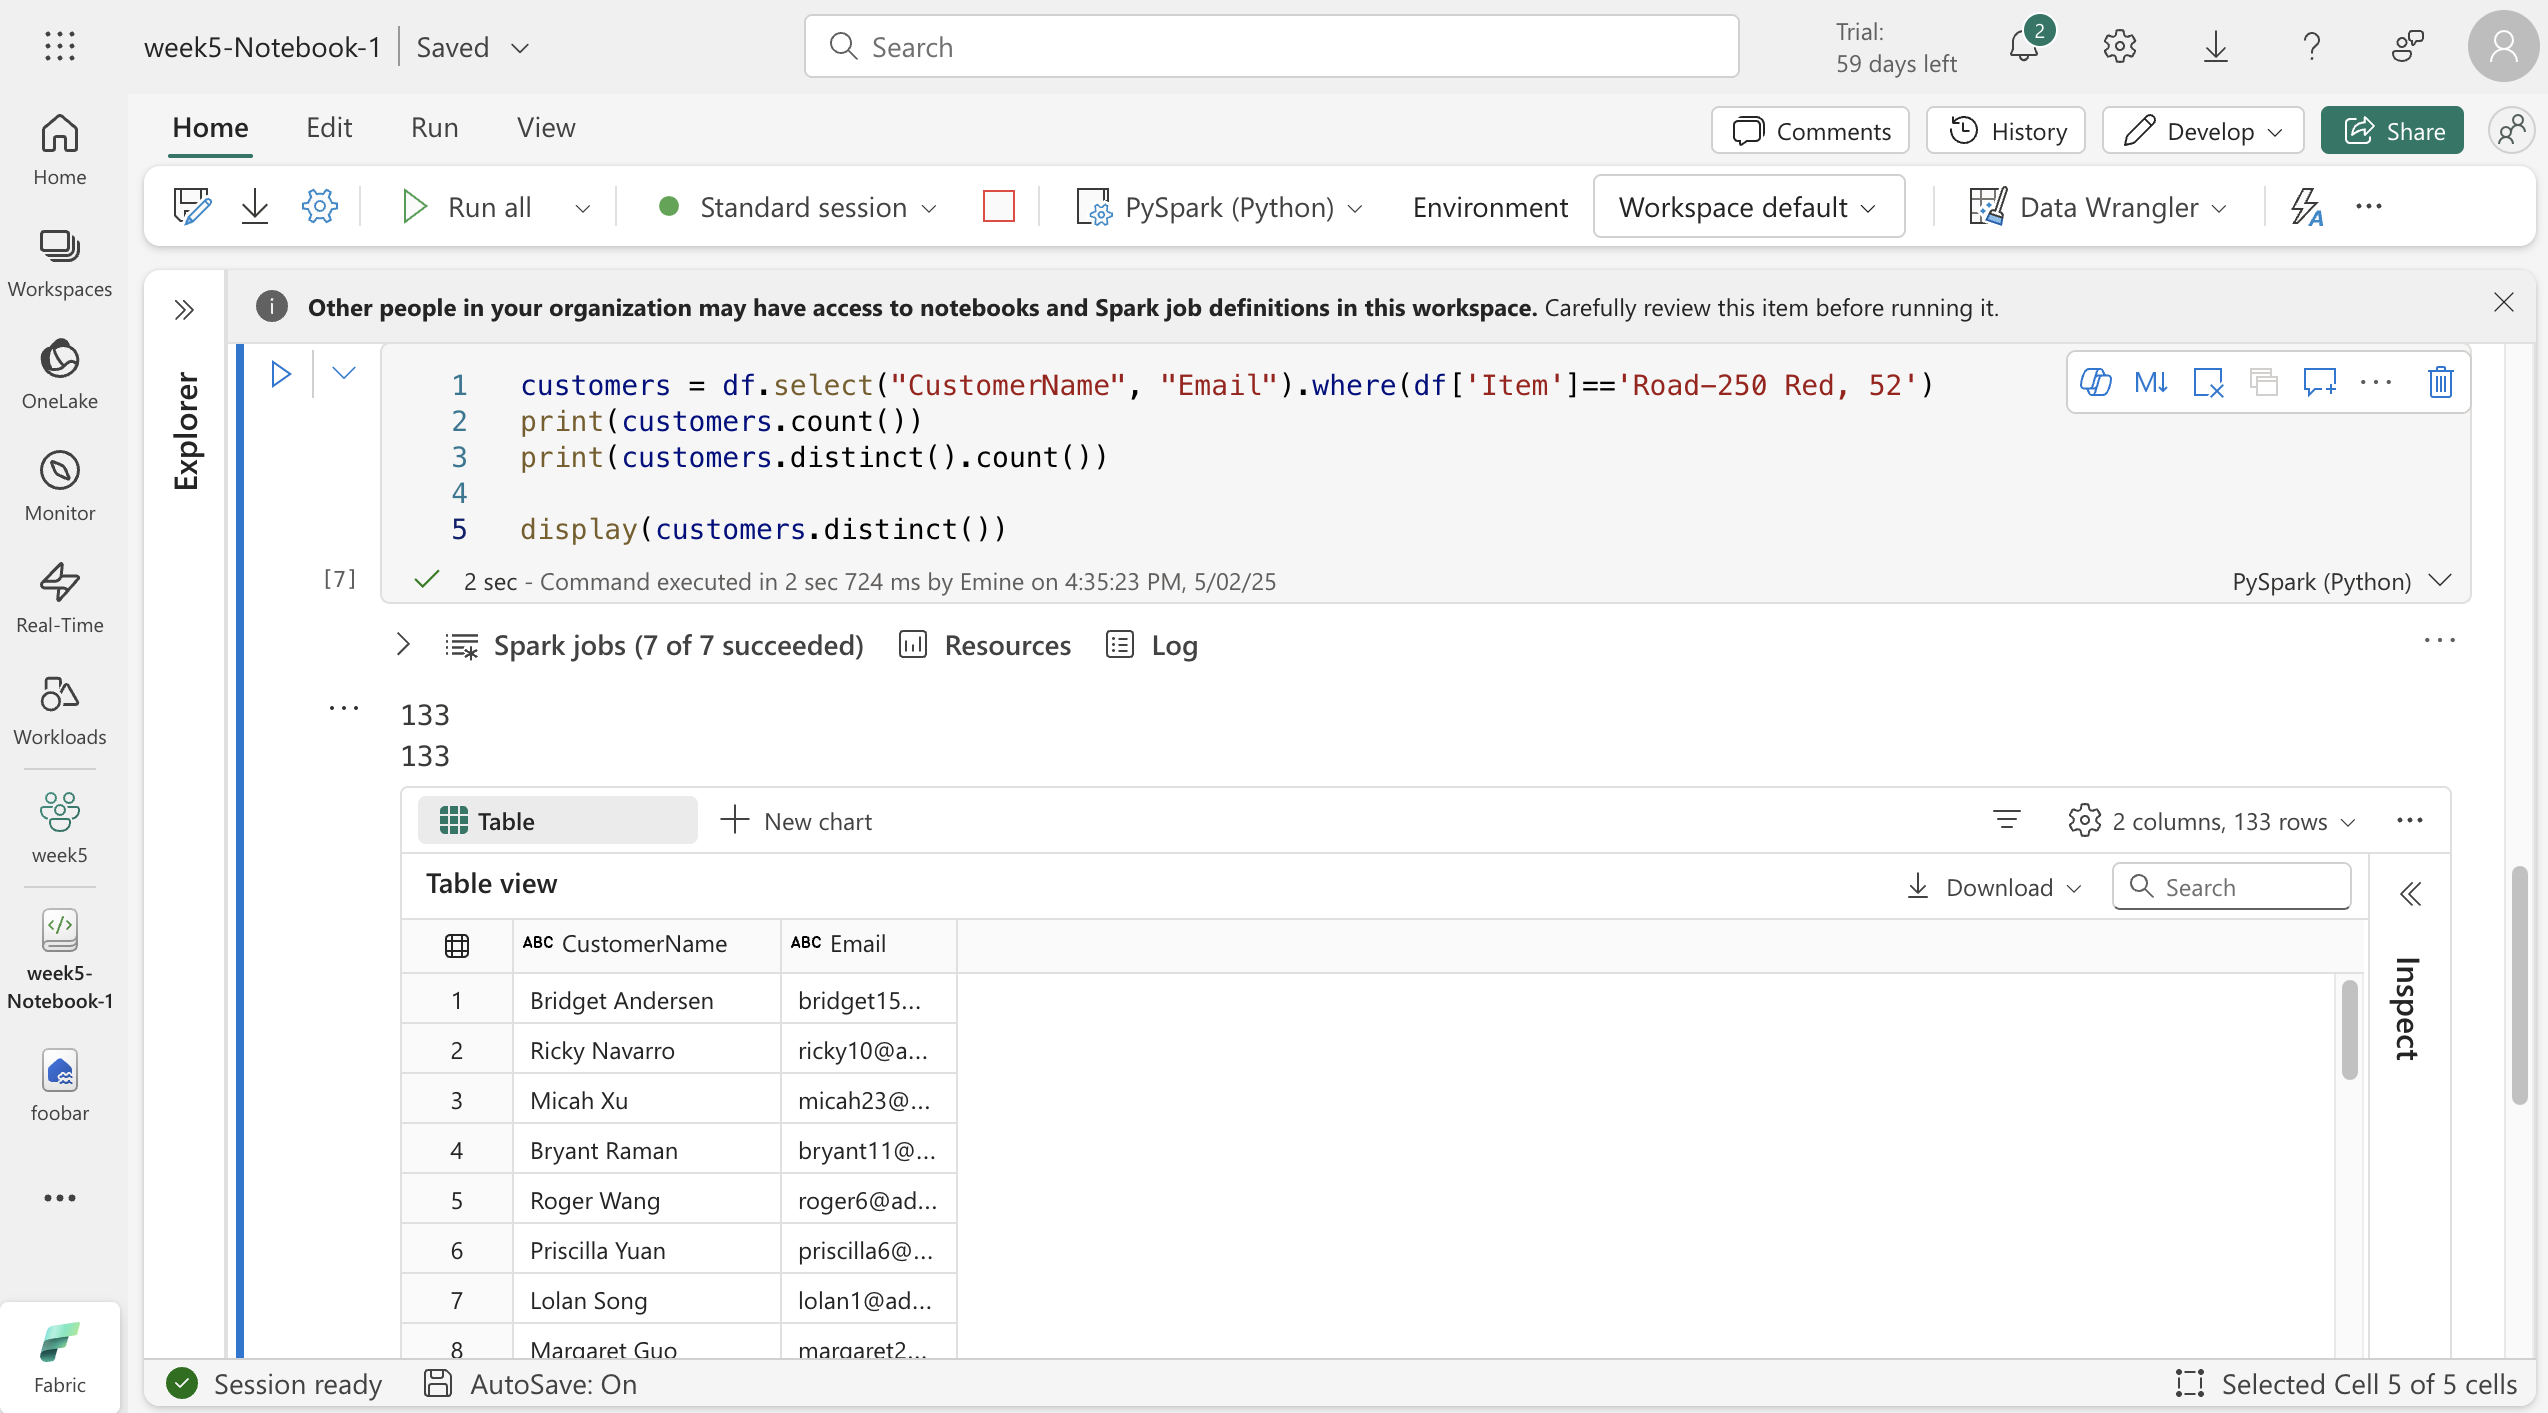 week5-Notebook-1
Saved
Search
Trial:
59 days left
2
Home
Edit
Run
View
Comments
History
Develop
Share
Run all
Standard session
PySpark (Python)
Environment
Workspace default
Data Wrangler
Home
Workspaces
OneLake
Monitor
Real-Time
Workloads
week5
week5-
Notebook-1
foobar
Fabric
Explorer
Other people in your organization may have access to notebooks and Spark job definitions in this workspace. Carefully review this item before running it.
1 customers = df.select("CustomerName", "Email").where(df['Item']=='Road-250 Red, 52')
2 print(customers.count())
3 print(customers.distinct().count())
4
5 display(customers.distinct())
[7]
2 sec - Command executed in 2 sec 724 ms by Emine on 4:35:23 PM, 5/02/25
PySpark (Python)
Spark jobs (7 of 7 succeeded)
Resources
Log
133
133
Table
New chart
2 columns, 133 rows
Table view
Download
Search
Inspect
ABC CustomerName ABC Email
1 Bridget Andersen bridget15...
2 Ricky Navarro ricky10@a...
3 Micah Xu micah23@...
4 Bryant Raman bryant11@...
5 Roger Wang roger6@ad...
6 Priscilla Yuan priscilla6@...
7 Lolan Song lolan1@ad...
8 Margaret Guo margaret2...
Session ready
AutoSave: On
Selected Cell 5 of 5 cells